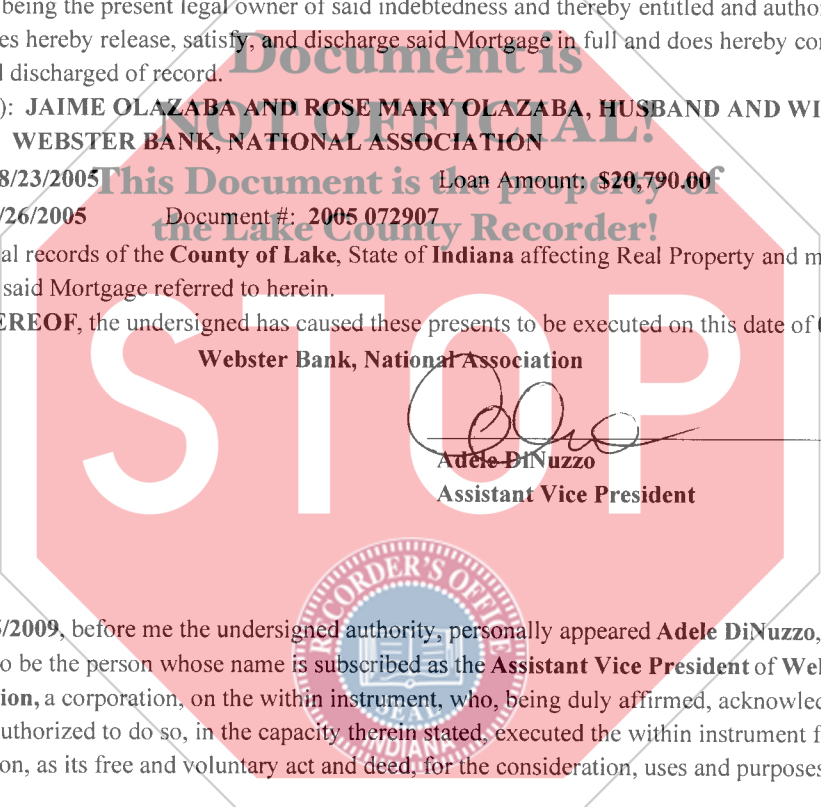 being the present legal owner of said indebtedness and thereby entitled and author
es hereby release, satisfy, and discharge said Mortgage in full and does hereby con
l discharged of record.
Document is
): JAIME OLAZABA AND ROSE MARY OLAZABA, HUSBAND AND WI
NOT OFFICIAL!
WEBSTER BANK, NATIONAL ASSOCIATION
8/23/2005 Loan Amount: $20,790.00
This Document is the property of
/26/2005 Document #: 2005 072907
the Lake County Recorder!
al records of the County of Lake, State of Indiana affecting Real Property and m
said Mortgage referred to herein.
EREOF, the undersigned has caused these presents to be executed on this date of
Webster Bank, National Association
STOP
Adele DiNuzzo
Assistant Vice President
RECORDER'S OFFICE
/2009, before me the undersigned authority, personally appeared Adele DiNuzzo,
o be the person whose name is subscribed as the Assistant Vice President of Wel
ion, a corporation, on the within instrument, who, being duly affirmed, acknowled
SEAL
uthorized to do so, in the capacity therein stated, executed the within instrument f
INDIANA
on, as its free and voluntary act and deed, for the consideration, uses and purposes